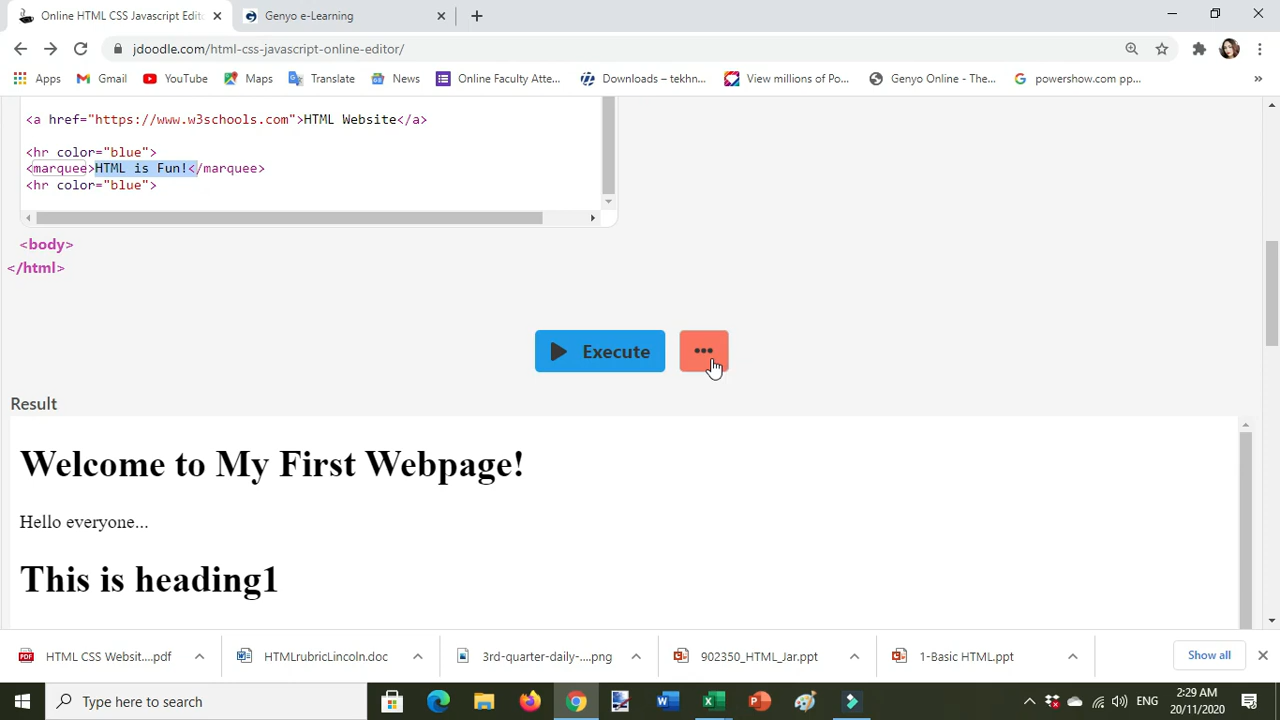 Online HTML CSS Javascript Edit
Genyo e-Learning
jdoodle.com/html-css-javascript-online-editor/
Apps
Gmail
YouTube
Maps
Translate
News
Online Faculty Atte...
Downloads – tekhn...
View millions of Po...
Genyo Online - The...
powershow.com pp...
»
<a href="https://www.w3schools.com">HTML Website</a>
<hr color="blue">
<marquee>HTML is Fun!</marquee>
<hr color="blue">
<body>
</html>
Execute
Result
Welcome to My First Webpage!
Hello everyone...
This is heading1
HTML CSS Websit....pdf
HTMLrubricLincoln.doc
3rd-quarter-daily-....png
902350_HTML_Jar.ppt
1-Basic HTML.ppt
Show all
Type here to search
ENG
2:29 AM
20/11/2020